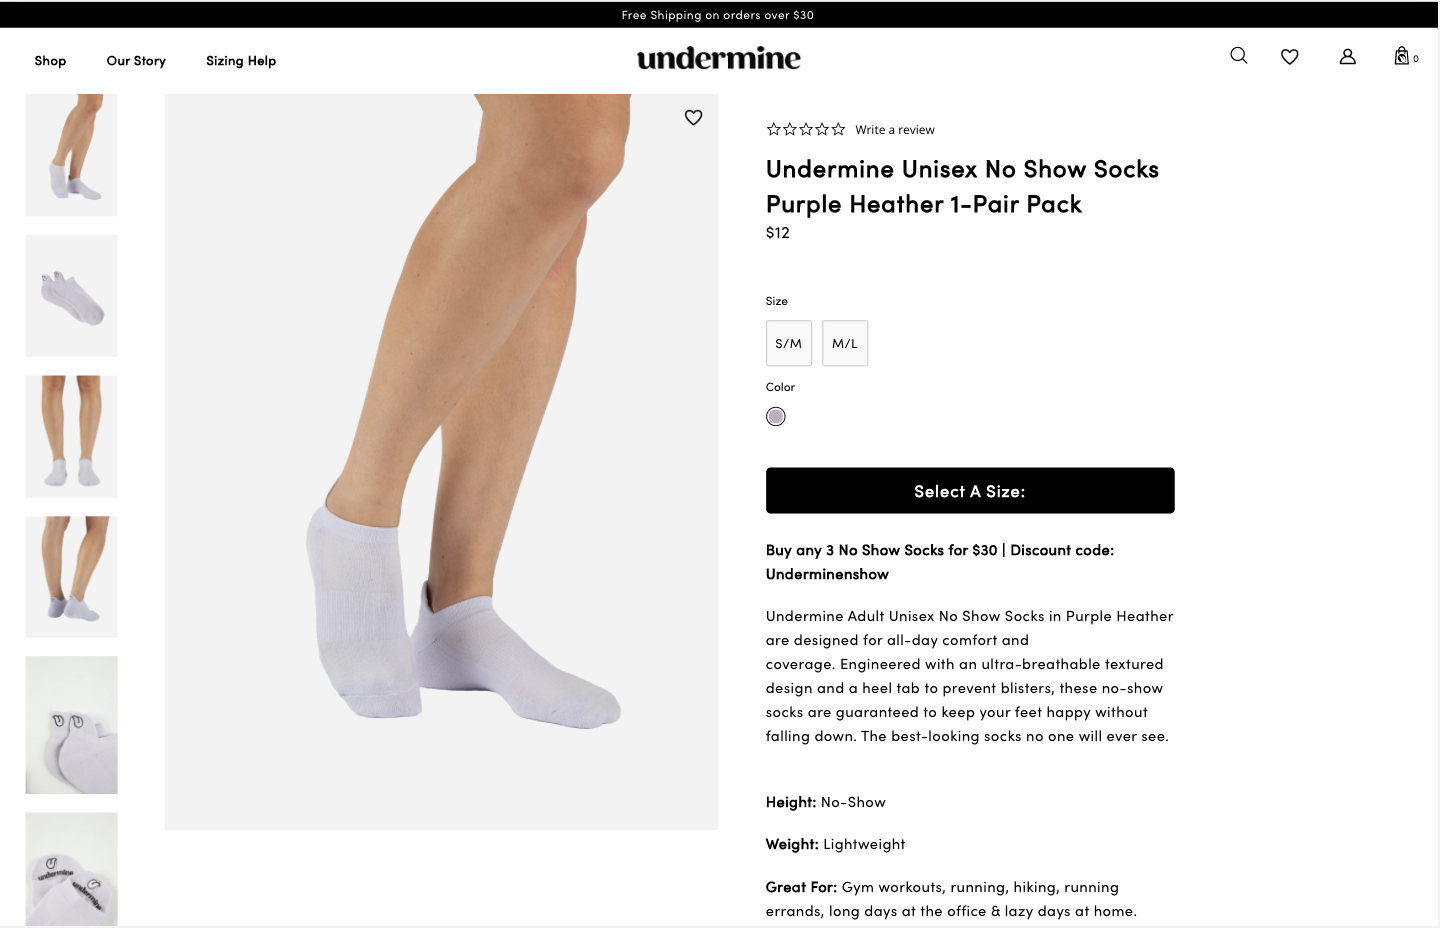 Free Shipping on orders over $30
Shop
Our Story
Sizing Help
undermine
0
Write a review
Undermine Unisex No Show Socks
Purple Heather 1-Pair Pack
$12
Size
S/M
M/L
Color
Select A Size:
Buy any 3 No Show Socks for $30 | Discount code:
Underminenshow
Undermine Adult Unisex No Show Socks in Purple Heather
are designed for all-day comfort and
coverage. Engineered with an ultra-breathable textured
design and a heel tab to prevent blisters, these no-show
socks are guaranteed to keep your feet happy without
falling down. The best-looking socks no one will ever see.
Height: No-Show
Weight: Lightweight
Great For: Gym workouts, running, hiking, running
errands, long days at the office & lazy days at home.
undermine
undermine